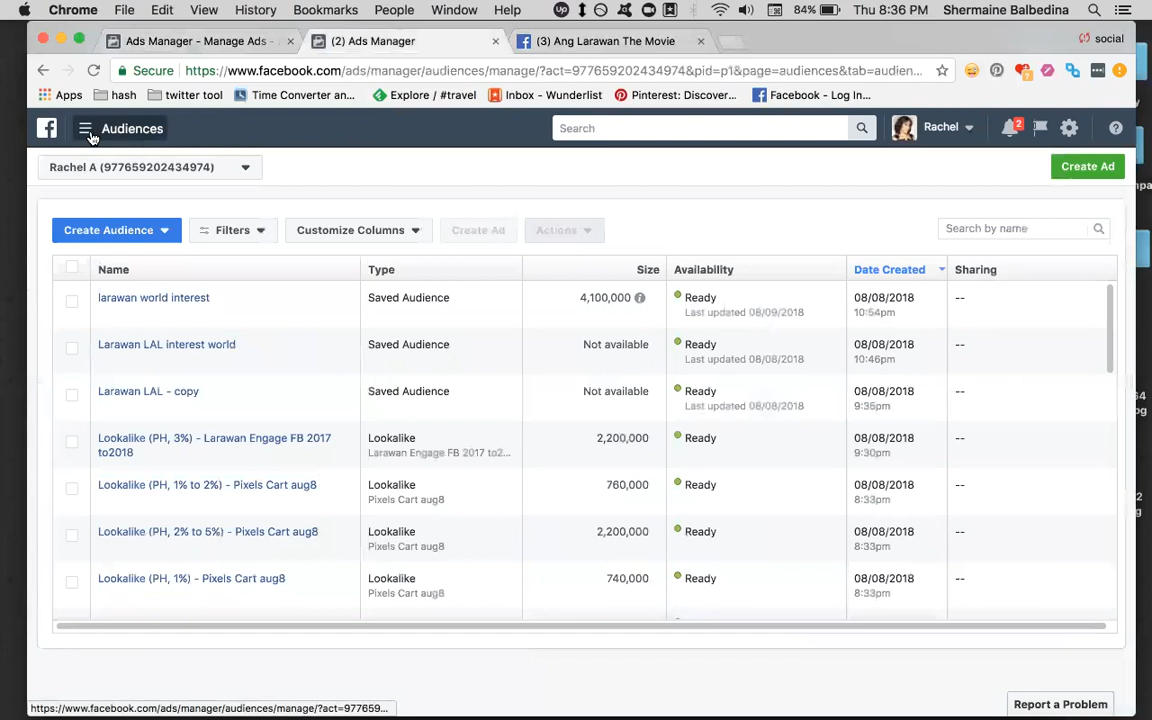 Chrome File Edit View History Bookmarks People Window Help 84% Thu 8:36 PM Shermaine Balbedina
Ads Manager - Manage Ads - (2) Ads Manager (3) Ang Larawan The Movie social
Secure https://www.facebook.com/ads/manager/audiences/manage/?act=977659202434974&pid=p1&page=audiences&tab=audien...
Apps hash twitter tool Time Converter an... Explore / #travel Inbox - Wunderlist Pinterest: Discover... Facebook - Log In...
Audiences Search Rachel 2
Rachel A (977659202434974) Create Ad
Create Audience Filters Customize Columns Create Ad Actions Search by name
Name Type Size Availability Date Created Sharing
larawan world interest Saved Audience 4,100,000 Ready 08/08/2018 --
Last updated 08/09/2018 10:54pm
Larawan LAL interest world Saved Audience Not available Ready 08/08/2018 --
Last updated 08/08/2018 10:46pm
Larawan LAL - copy Saved Audience Not available Ready 08/08/2018 --
Last updated 08/08/2018 9:35pm
Lookalike (PH, 3%) - Larawan Engage FB 2017 Lookalike 2,200,000 Ready 08/08/2018 --
to2018 Larawan Engage FB 2017 to2... 9:30pm
Lookalike (PH, 1% to 2%) - Pixels Cart aug8 Lookalike 760,000 Ready 08/08/2018 --
Pixels Cart aug8 8:33pm
Lookalike (PH, 2% to 5%) - Pixels Cart aug8 Lookalike 2,200,000 Ready 08/08/2018 --
Pixels Cart aug8 8:33pm
Lookalike (PH, 1%) - Pixels Cart aug8 Lookalike 740,000 Ready 08/08/2018 --
Pixels Cart aug8 8:33pm
Report a Problem
https://www.facebook.com/ads/manager/audiences/manage/?act=977659...